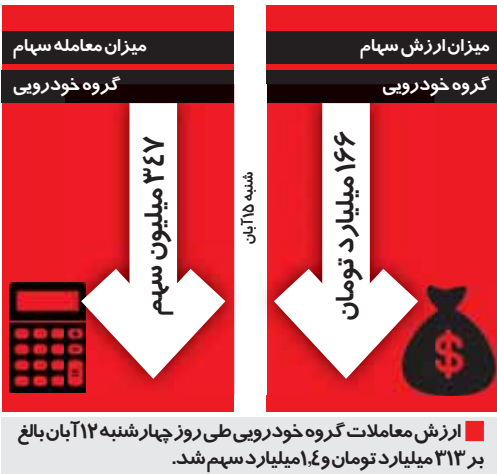 میزان ارزش سهام
گروه خودرویی
۱۶۶ میلیارد تومان
$
شنبه ۱۵ آبان
میزان معامله سهام
گروه خودرویی
۳۴۷ میلیون سهم
ارزش معاملات گروه خودرویی طی روز چهارشنبه ۱۲ آبان بالغ
بر ۳۱۳ میلیارد تومان و ۱,۴ میلیارد سهم شد.